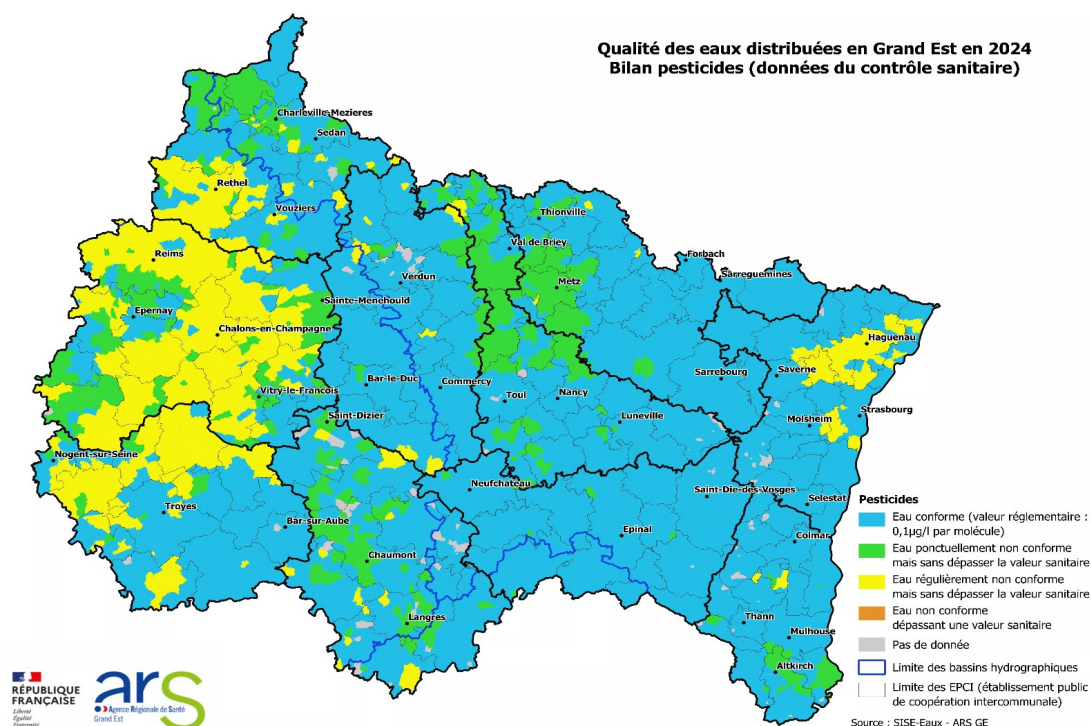 Qualité des eaux distribuées en Grand Est en 2024
Bilan pesticides (données du contrôle sanitaire)
Charleville-Mezieres
Sedan
Rethel
Vouziers
Thionville
Val de Briey
Reims
Forbach
Verdun
Sarreguemines
Metz
Sainte-Menehould
Epernay
Chalons-en-Champagne
Haguenau
Sarrebourg
Saverne
Bar-le-Duc
Commercy
Vitry-le-Francois
Toul
Nancy
Strasbourg
Saint-Dizier
Luneville
Molsheim
Nogent-sur-Seine
Neufchateau
Saint-Die-des-Vosges
Selestat
Troyes
Bar-sur-Aube
Epinal
Colmar
Chaumont
Langres
Thann
Mulhouse
Altkirch
Pesticides
Eau conforme (valeur réglementaire :
0,1µg/l par molécule)
Eau ponctuellement non conforme
mais sans dépasser la valeur sanitaire
Eau régulièrement non conforme
mais sans dépasser la valeur sanitaire
Eau non conforme
dépassant une valeur sanitaire
Pas de donnée
Limite des bassins hydrographiques
Limite des EPCI (établissement public
de coopération intercommunale)
Source : SISE-Eaux - ARS GE
RÉPUBLIQUE
FRANÇAISE
Liberté
Égalité
Fraternité
ars
Agence Régionale de Santé
Grand Est